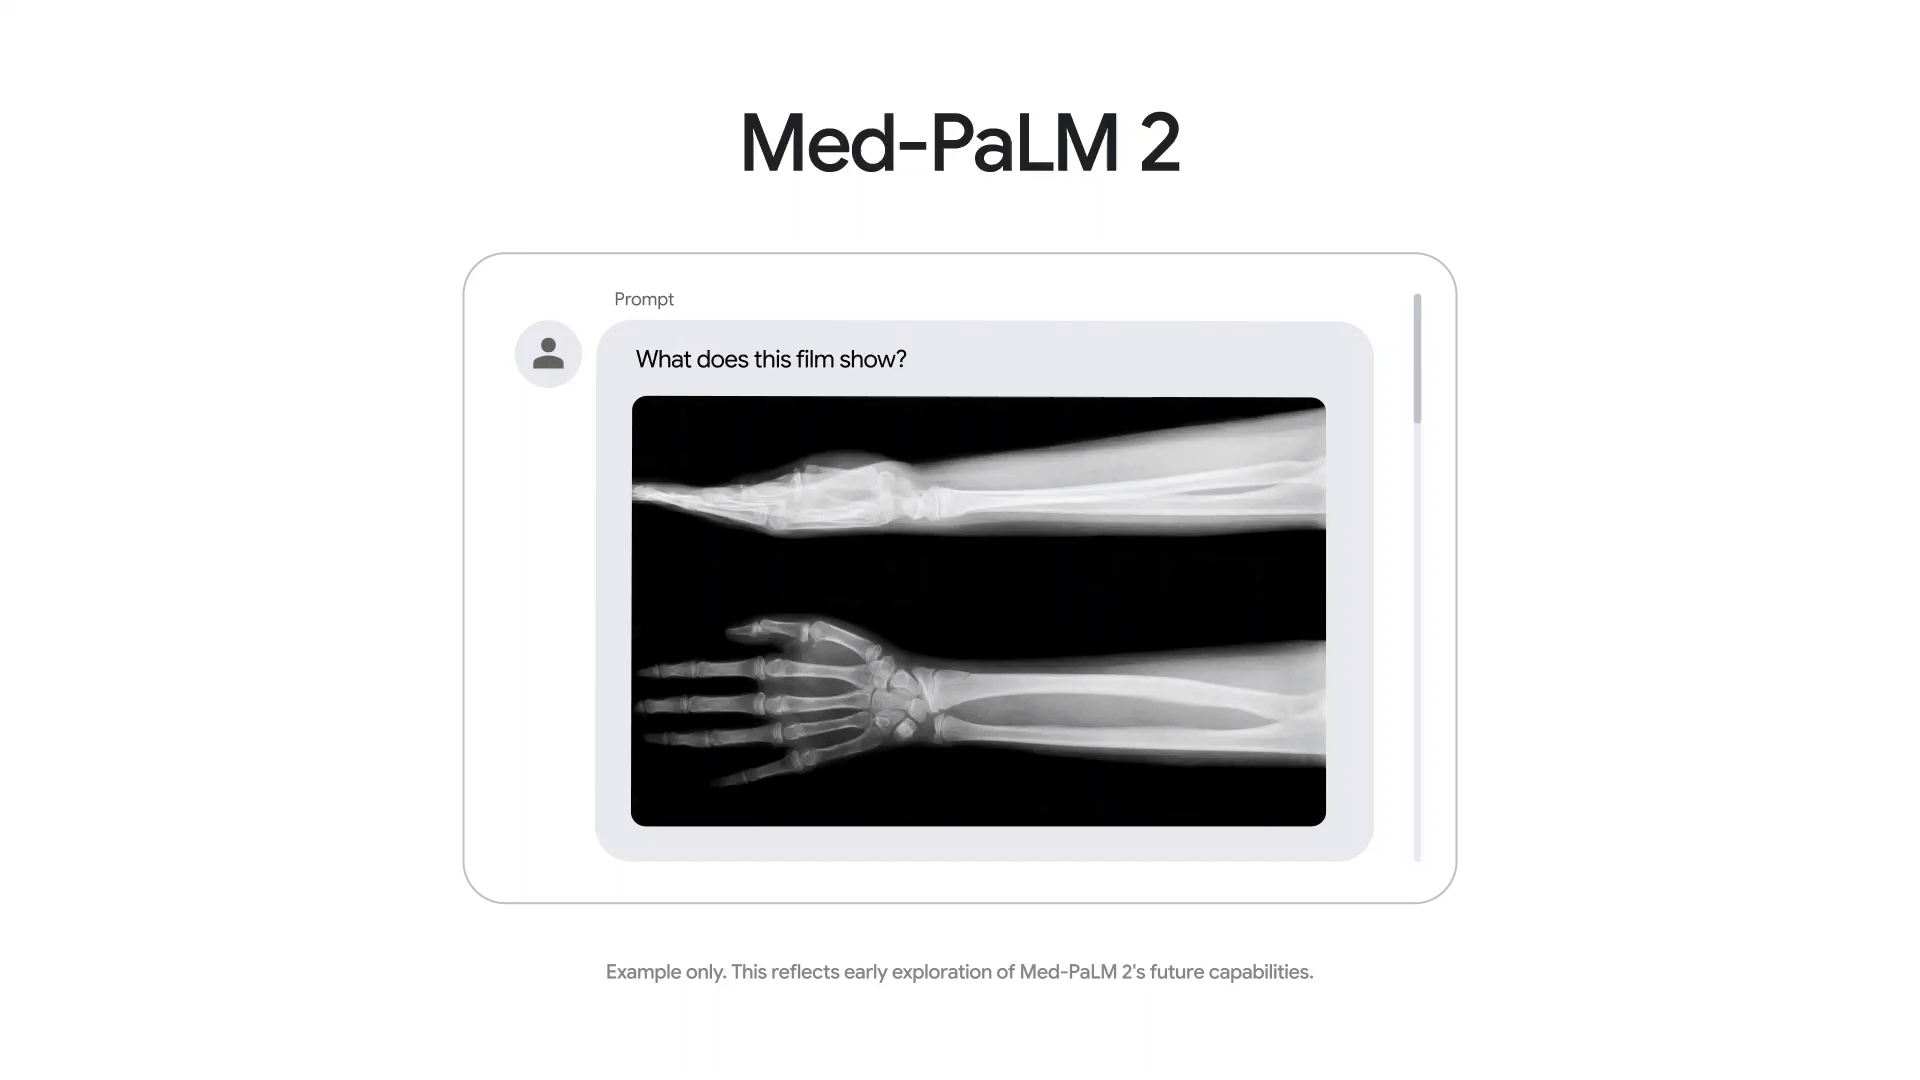 Med-PaLM 2
Prompt
What does this film show?
Example only. This reflects early exploration of Med-PaLM 2's future capabilities.